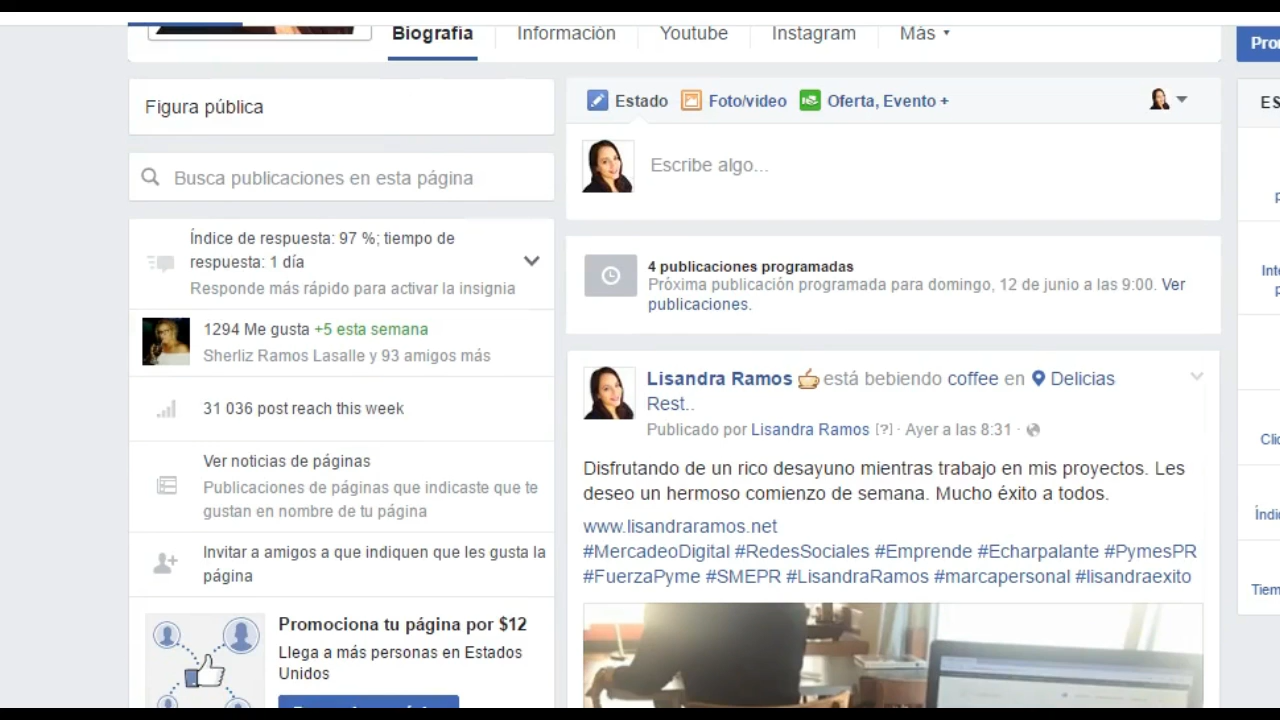 Biografía Información Youtube Instagram Más
Figura pública
Busca publicaciones en esta página
Índice de respuesta: 97 %; tiempo de
respuesta: 1 día
Responde más rápido para activar la insignia
1294 Me gusta +5 esta semana
Sherliz Ramos Lasalle y 93 amigos más
31 036 post reach this week
Ver noticias de páginas
Publicaciones de páginas que indicaste que te
gustan en nombre de tu página
Invitar a amigos a que indiquen que les gusta la
página
Promociona tu página por $12
Llega a más personas en Estados
Unidos
Estado Foto/video Oferta, Evento +
Escribe algo...
4 publicaciones programadas
Próxima publicación programada para domingo, 12 de junio a las 9:00. Ver
publicaciones.
Lisandra Ramos está bebiendo coffee en Delicias
Rest..
Publicado por Lisandra Ramos [?] · Ayer a las 8:31 ·
Disfrutando de un rico desayuno mientras trabajo en mis proyectos. Les
deseo un hermoso comienzo de semana. Mucho éxito a todos.
www.lisandraramos.net
#MercadeoDigital #RedesSociales #Emprende #Echarpalante #PymesPR
#FuerzaPyme #SMEPR #LisandraRamos #marcapersonal #lisandraexito